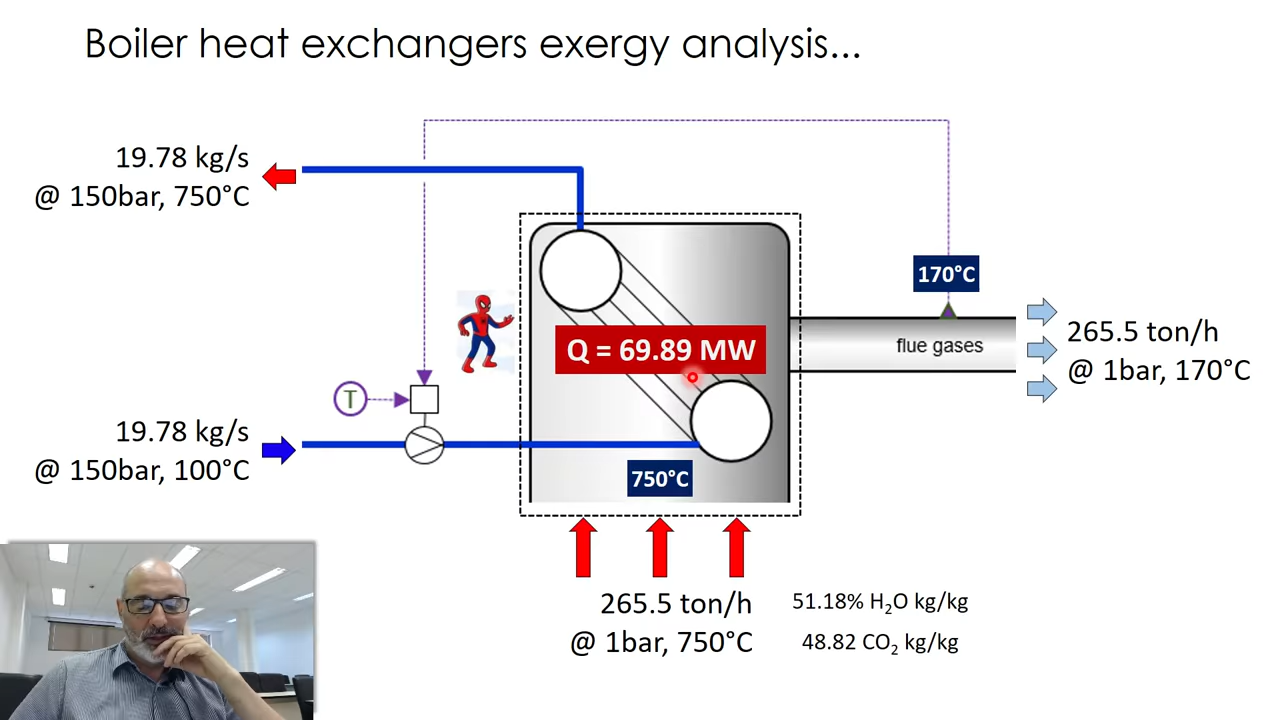 Boiler heat exchangers exergy analysis...
19.78 kg/s
@ 150bar, 750°C
170°C
265.5 ton/h
@ 1bar, 170°C
flue gases
Q = 69.89 MW
T
19.78 kg/s
@ 150bar, 100°C
750°C
265.5 ton/h
@ 1bar, 750°C
51.18% H₂O kg/kg
48.82 CO₂ kg/kg